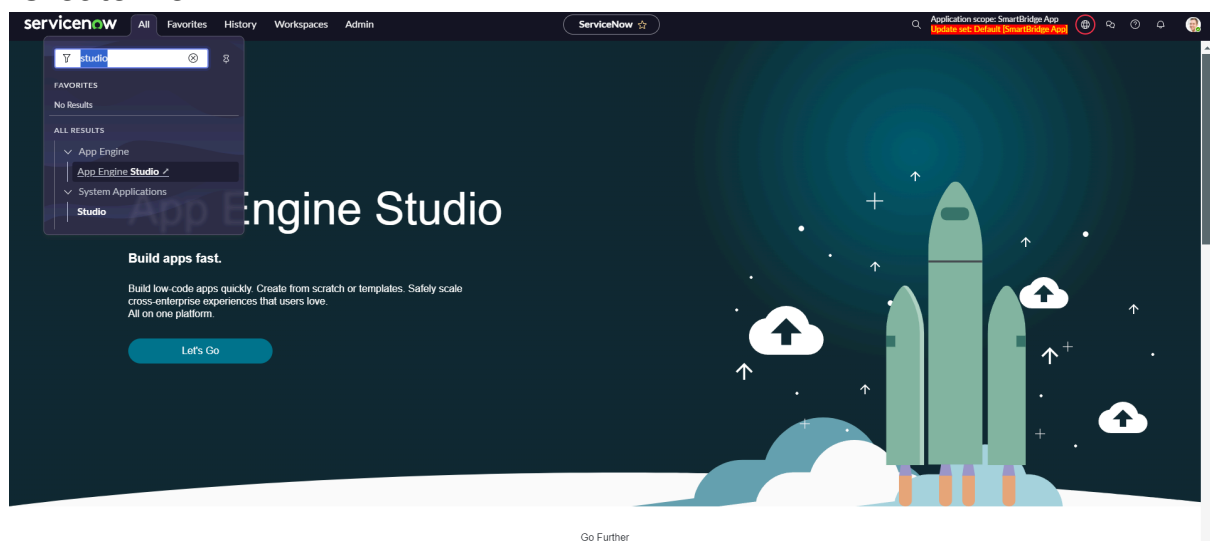 servicenow All Favorites History Workspaces Admin ServiceNow Application scope: SmartBridge App
Update set: Default [SmartBridge App]
studio
FAVORITES
No Results
ALL RESULTS
App Engine
App Engine Studio
System Applications
Studio
App Engine Studio
Build apps fast.
Build low-code apps quickly. Create from scratch or templates. Safely scale
cross-enterprise experiences that users love.
All on one platform.
Let's Go
Go Further